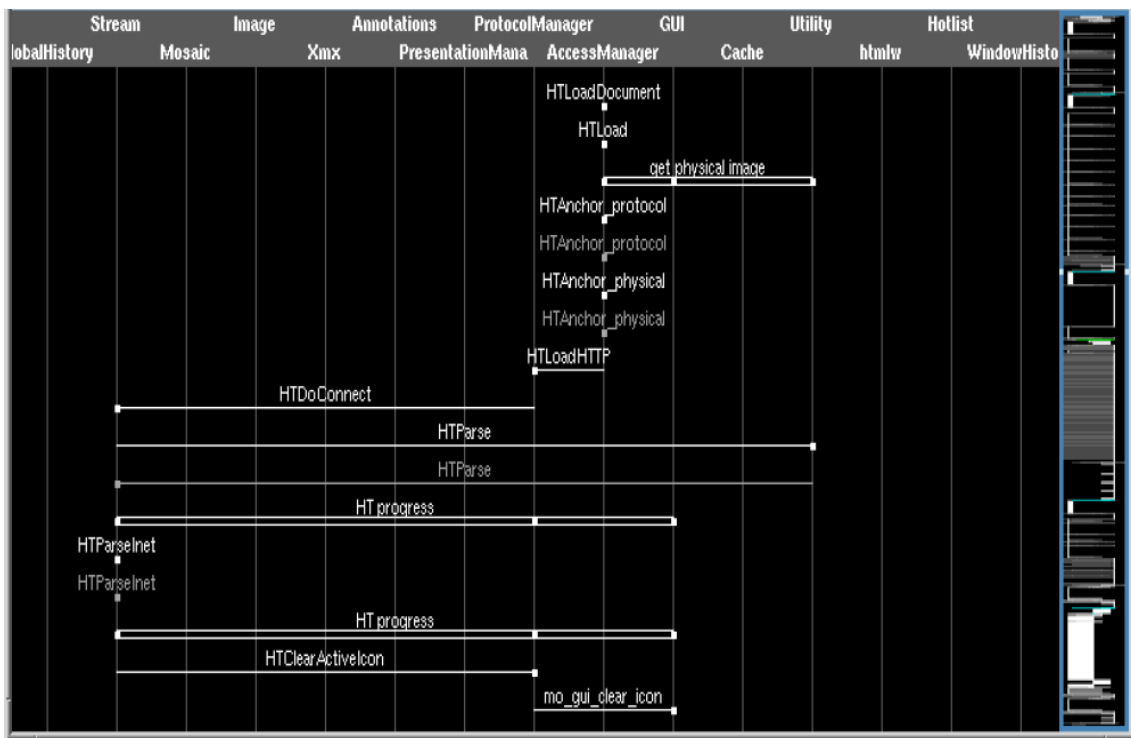 Stream Image Annotations ProtocolManager GUI Utility Hotlist
lobalHistory Mosaic Xmx PresentationMana AccessManager Cache htmlw WindowHisto
HTLoadDocument
HTLoad
get physical image
HTAnchor_protocol
HTAnchor_protocol
HTAnchor_physical
HTAnchor_physical
HTLoadHTTP
HTDoConnect
HTParse
HTParse
HT progress
HTParseInet
HTParseInet
HT progress
HTClearActiveIcon
mo_gui_clear_icon